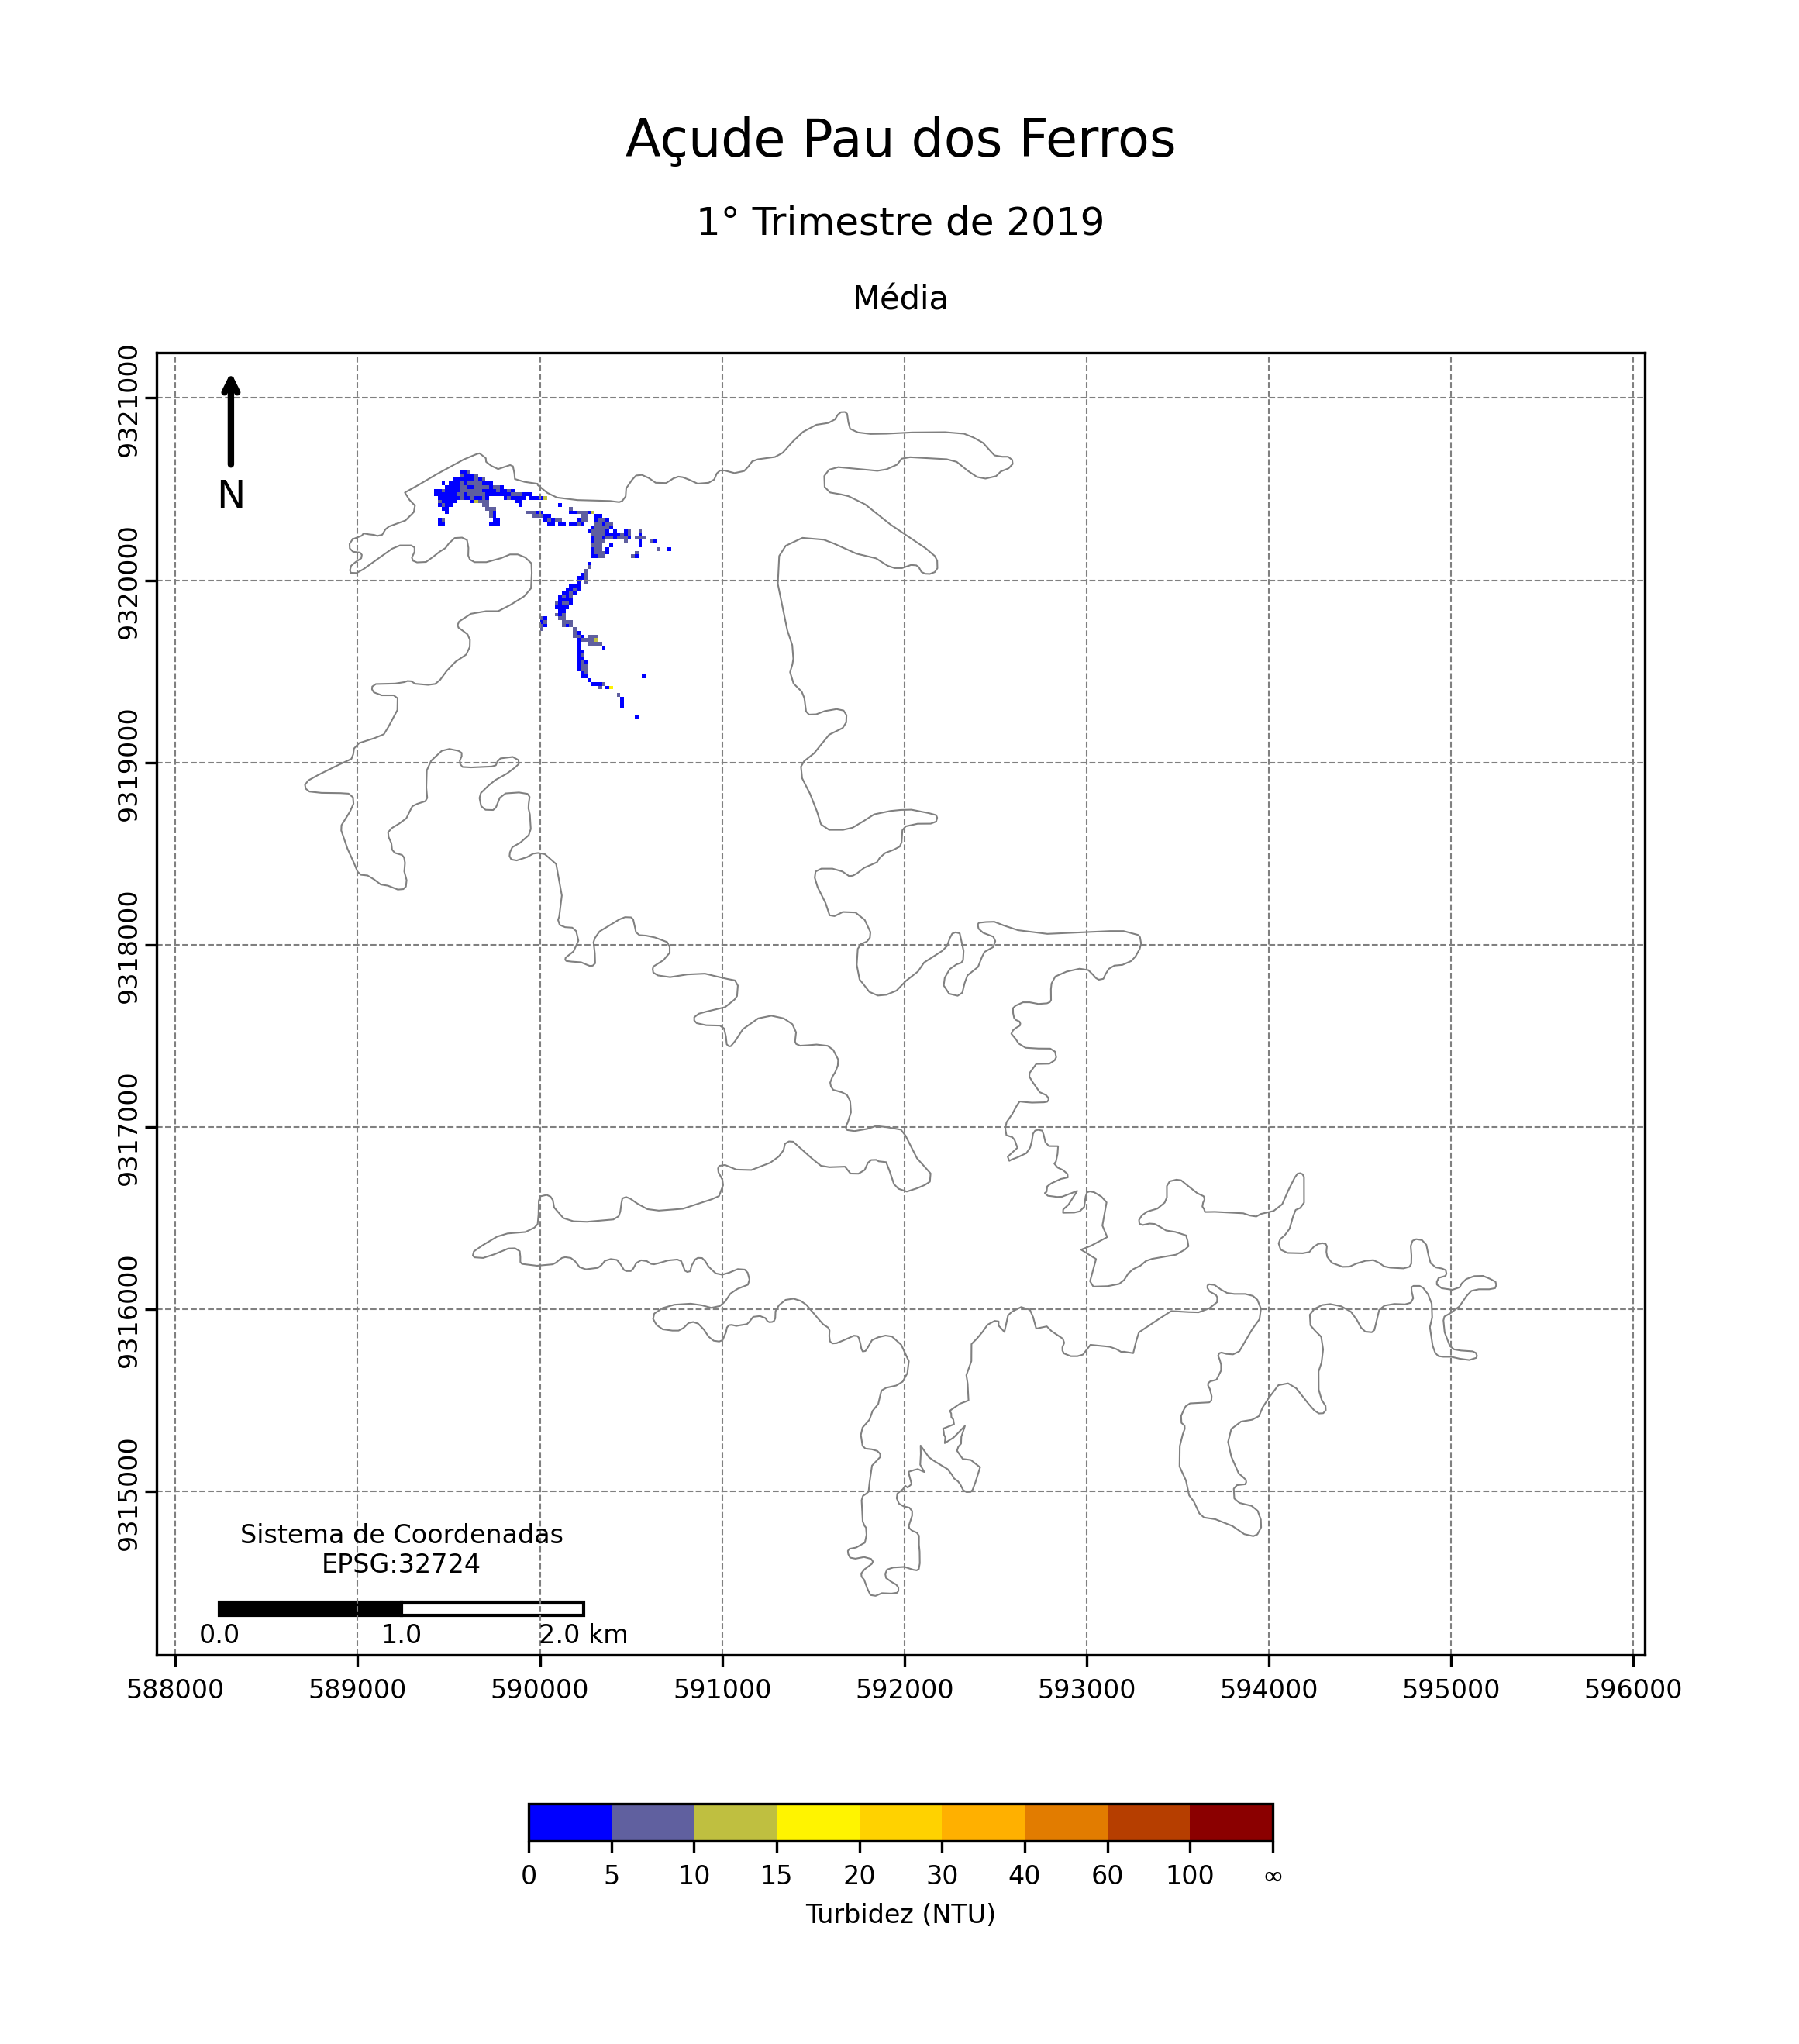 Açude Pau dos Ferros
1° Trimestre de 2019
Média
9321000
9320000
9319000
9318000
9317000
9316000
9315000
N
Sistema de Coordenadas
EPSG:32724
0.0 1.0 2.0 km
588000 589000 590000 591000 592000 593000 594000 595000 596000
0 5 10 15 20 30 40 60 100 ∞
Turbidez (NTU)